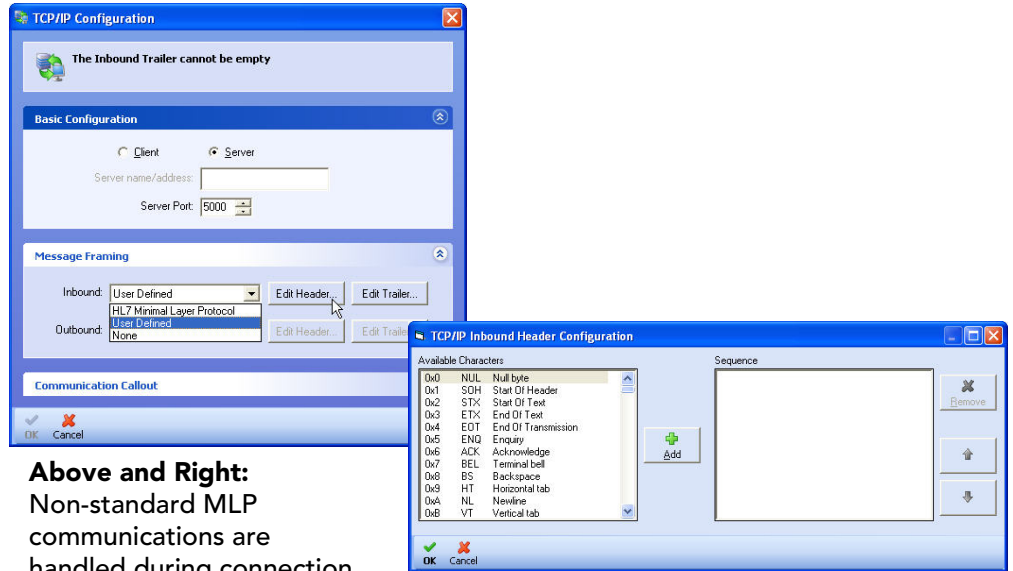 TCP/IP Configuration
The Inbound Trailer cannot be empty
Basic Configuration
Client Server
Server name/address:
Server Port: 5000
Message Framing
Inbound: User Defined Edit Header... Edit Trailer...
HL7 Minimal Layer Protocol
User Defined
None
Outbound: Edit Header... Edit Traile
Communication Callout
OK Cancel
TCP/IP Inbound Header Configuration
Available Characters Sequence
0x0 NUL Null byte
0x1 SOH Start Of Header
0x2 STX Start Of Text
0x3 ETX End Of Text
0x4 EOT End Of Transmission
0x5 ENQ Enquiry
0x6 ACK Acknowledge
0x7 BEL Terminal bell
0x8 BS Backspace
0x9 HT Horizontal tab
0xA NL Newline
0xB VT Vertical tab
Add
Remove
OK Cancel
Above and Right:
Non-standard MLP
communications are
handled during connection